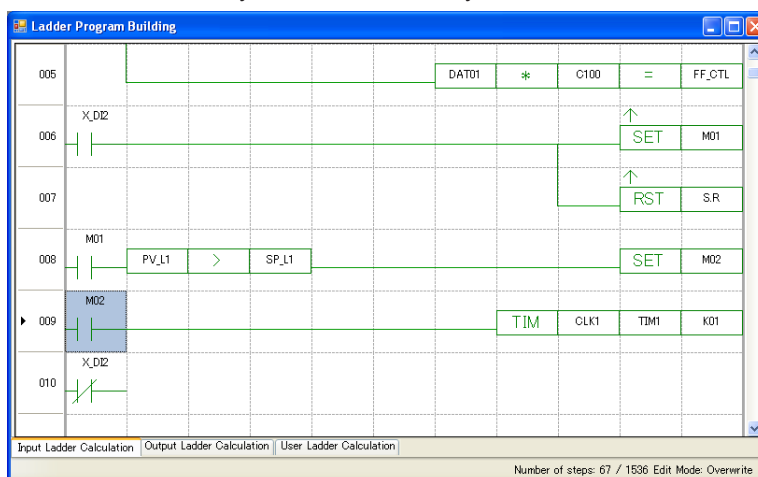 Ladder Program Building
005 DAT01 * C100 = FF_CTL
X_DI2
006 SET M01
007 RST S.R
M01
008 PV_L1 > SP_L1 SET M02
M02
009 TIM CLK1 TIM1 K01
X_DI2
010
Input Ladder Calculation Output Ladder Calculation User Ladder Calculation
Number of steps: 67 / 1536 Edit Mode: Overwrite